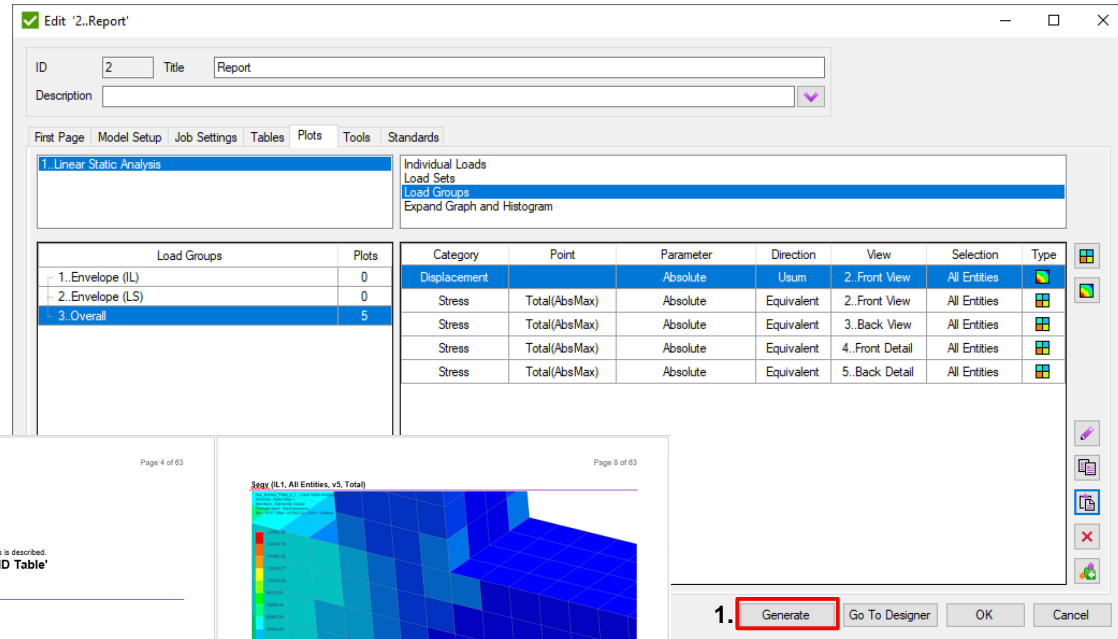 Edit '2..Report'
ID 2 Title Report
Description
First Page Model Setup Job Settings Tables Plots Tools Standards
1..Linear Static Analysis
Individual Loads
Load Sets
Load Groups
Expand Graph and Histogram
Load Groups Plots
1..Envelope (IL) 0
2..Envelope (LS) 0
3..Overall 5
Category Point Parameter Direction View Selection Type
Displacement Absolute Usum 2..Front View All Entities
Stress Total(AbsMax) Absolute Equivalent 2..Front View All Entities
Stress Total(AbsMax) Absolute Equivalent 3..Back View All Entities
Stress Total(AbsMax) Absolute Equivalent 4..Front Detail All Entities
Stress Total(AbsMax) Absolute Equivalent 5..Back Detail All Entities
Page 4 of 63
is described.
ID Table'
Page 8 of 63
Seqv (IL1, All Entities, v5, Total)
1. Generate Go To Designer OK Cancel